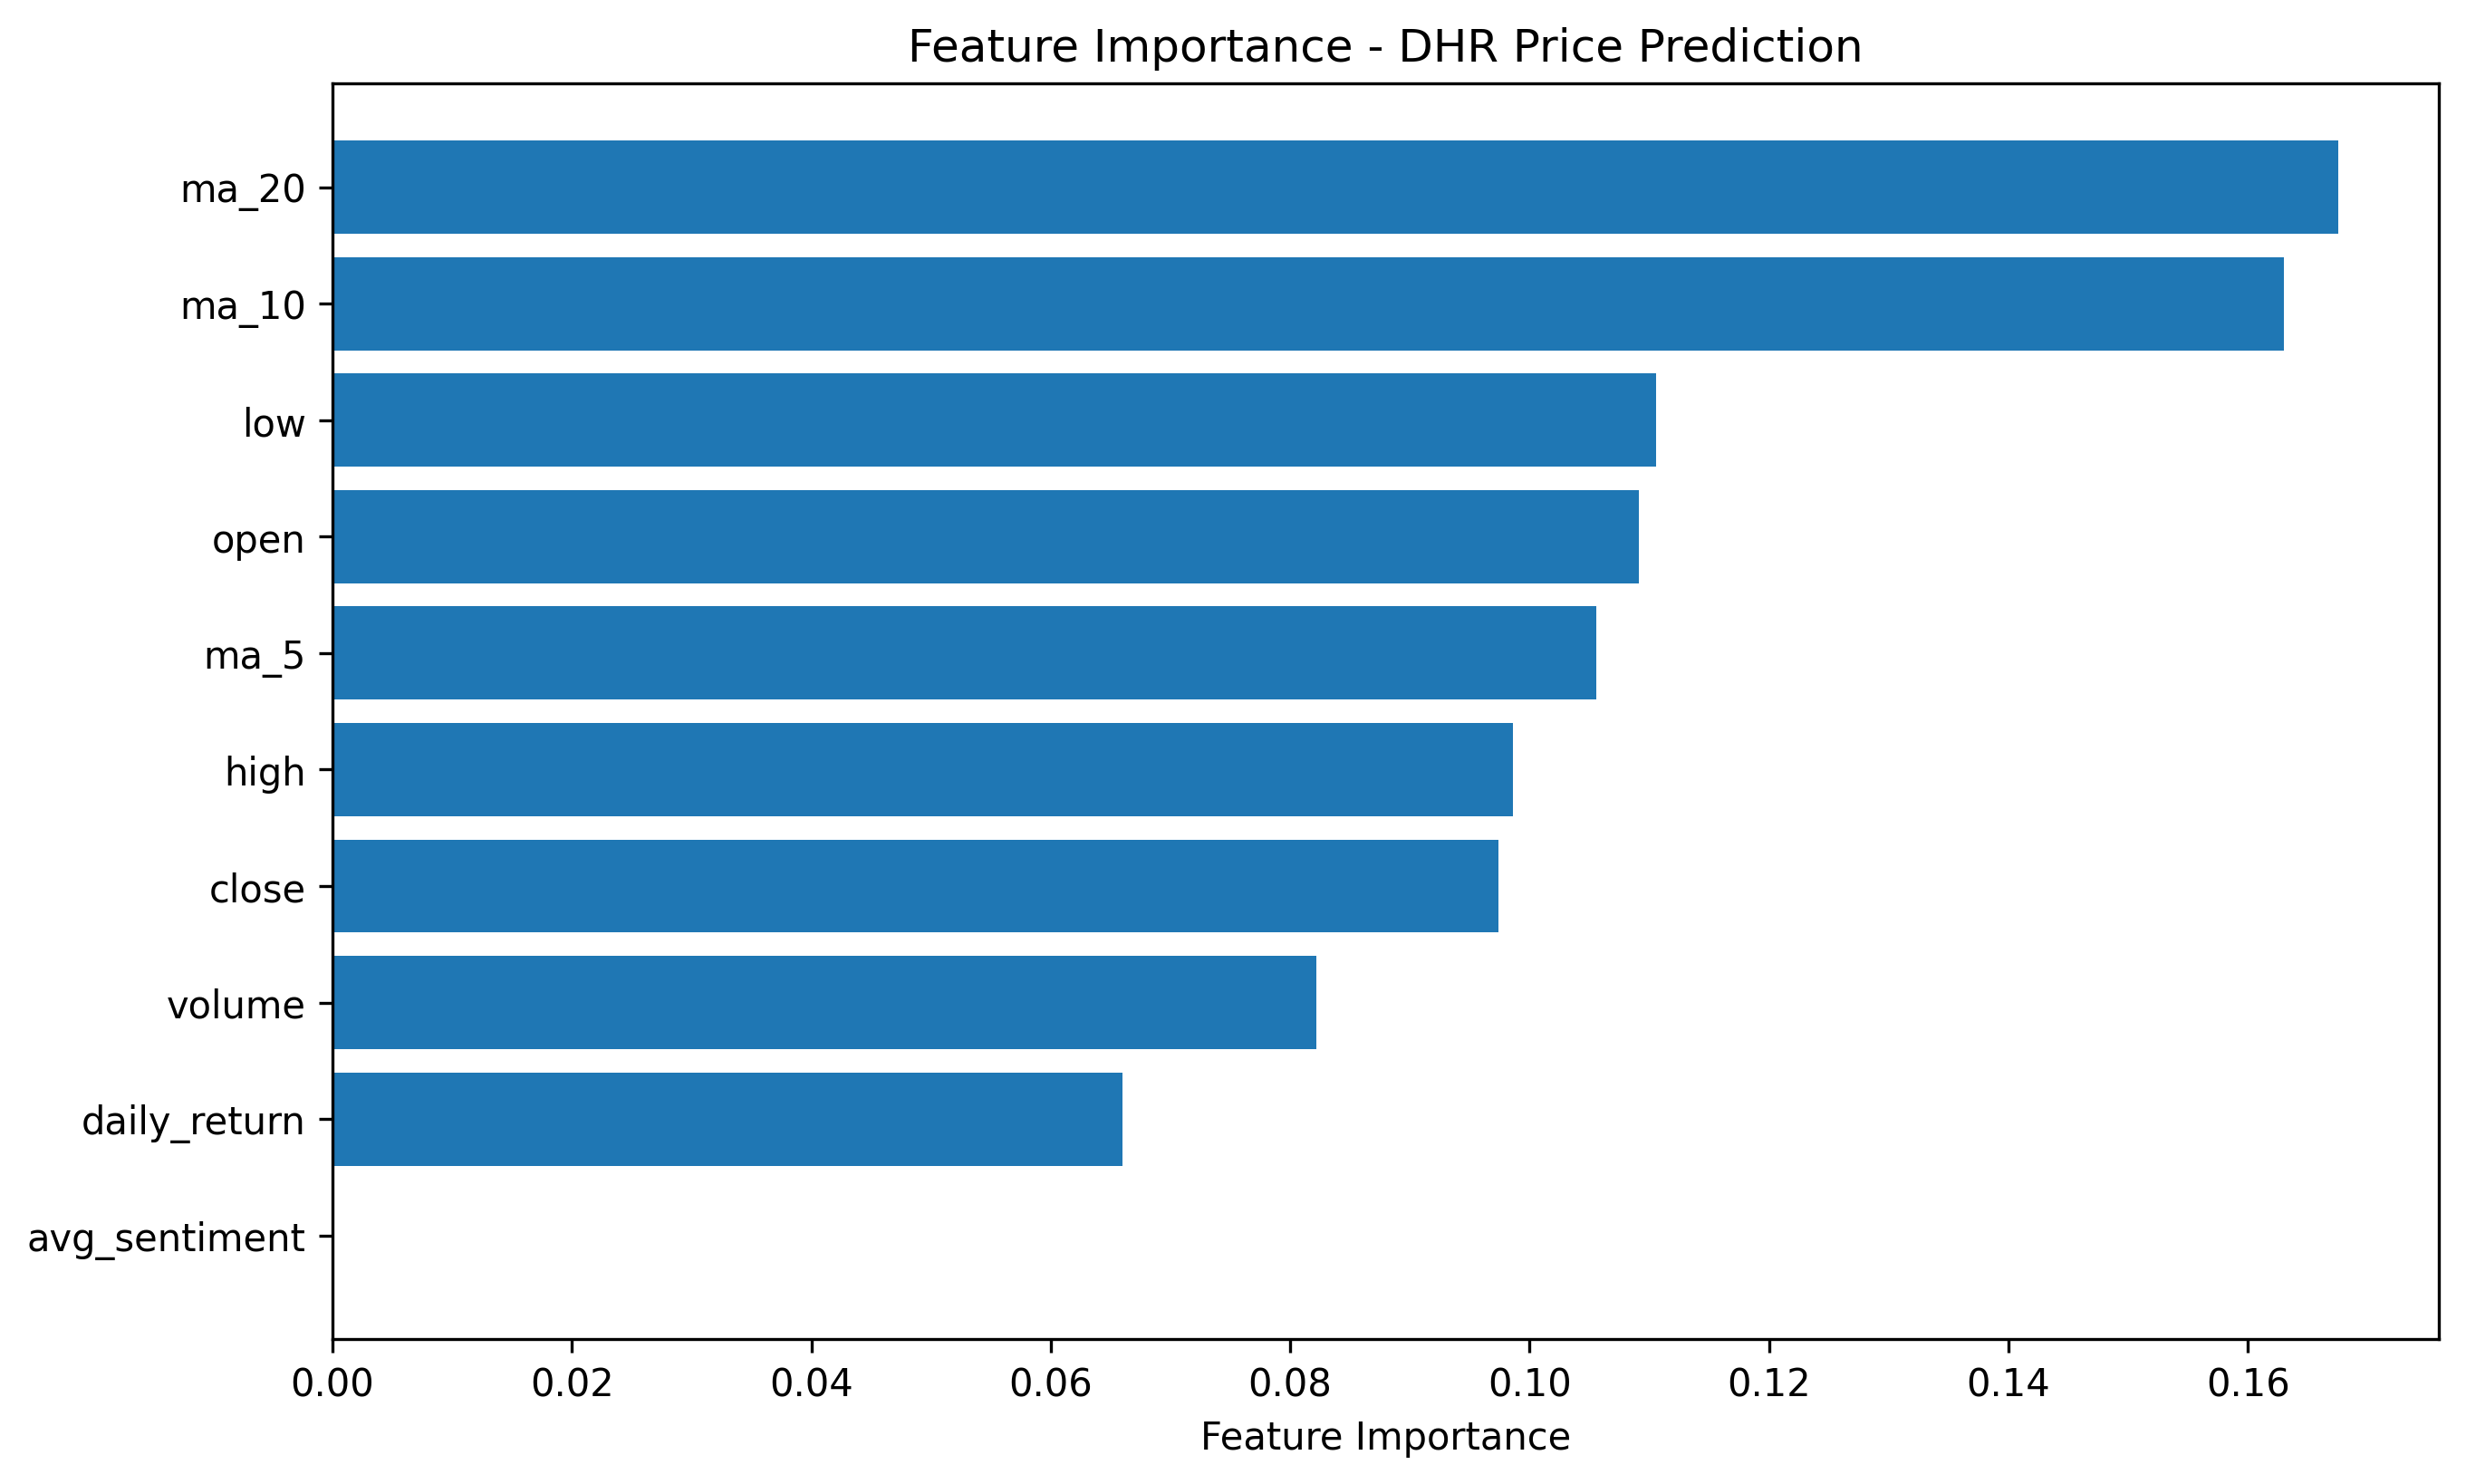 Feature Importance - DHR Price Prediction
ma_20
ma_10
low
open
ma_5
high
close
volume
daily_return
avg_sentiment
0.00 0.02 0.04 0.06 0.08 0.10 0.12 0.14 0.16
Feature Importance